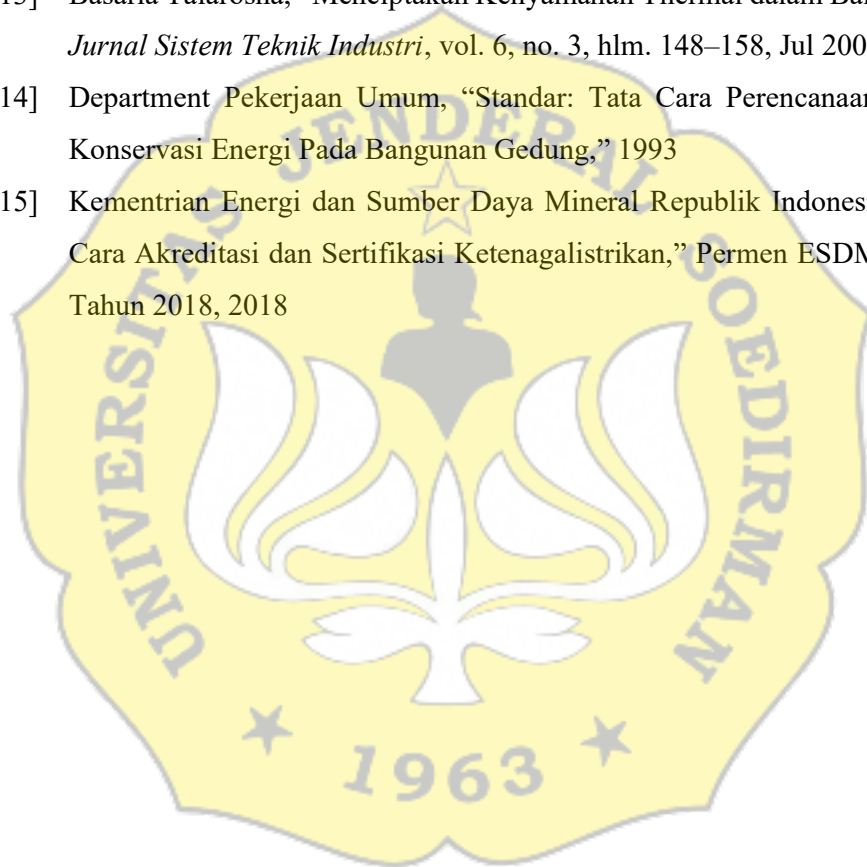 Jurnal Sistem Teknik Industri, vol. 6, no. 3, hlm. 148–158, Jul 200
14] Department Pekerjaan Umum, “Standar: Tata Cara Perencanaan
Konservasi Energi Pada Bangunan Gedung,” 1993
15] Kementrian Energi dan Sumber Daya Mineral Republik Indones
Cara Akreditasi dan Sertifikasi Ketenagalistrikan,” Permen ESDM
Tahun 2018, 2018
UNIVERSITAS JENDERAL SOEDIRMAN
1963